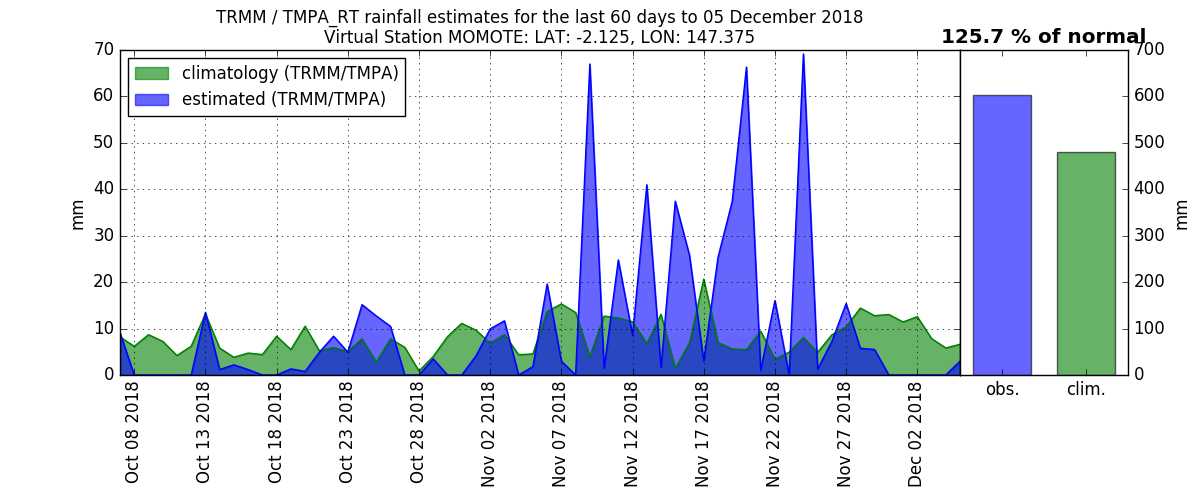 TRMM / TMPA_RT rainfall estimates for the last 60 days to 05 December 2018
Virtual Station MOMOTE: LAT: -2.125, LON: 147.375
125.7 % of normal
climatology (TRMM/TMPA)
estimated (TRMM/TMPA)
mm
70
60
50
40
30
20
10
0
Oct 08 2018
Oct 13 2018
Oct 18 2018
Oct 23 2018
Oct 28 2018
Nov 02 2018
Nov 07 2018
Nov 12 2018
Nov 17 2018
Nov 22 2018
Nov 27 2018
Dec 02 2018
obs.
clim.
700
600
500
400
300
200
100
0
mm